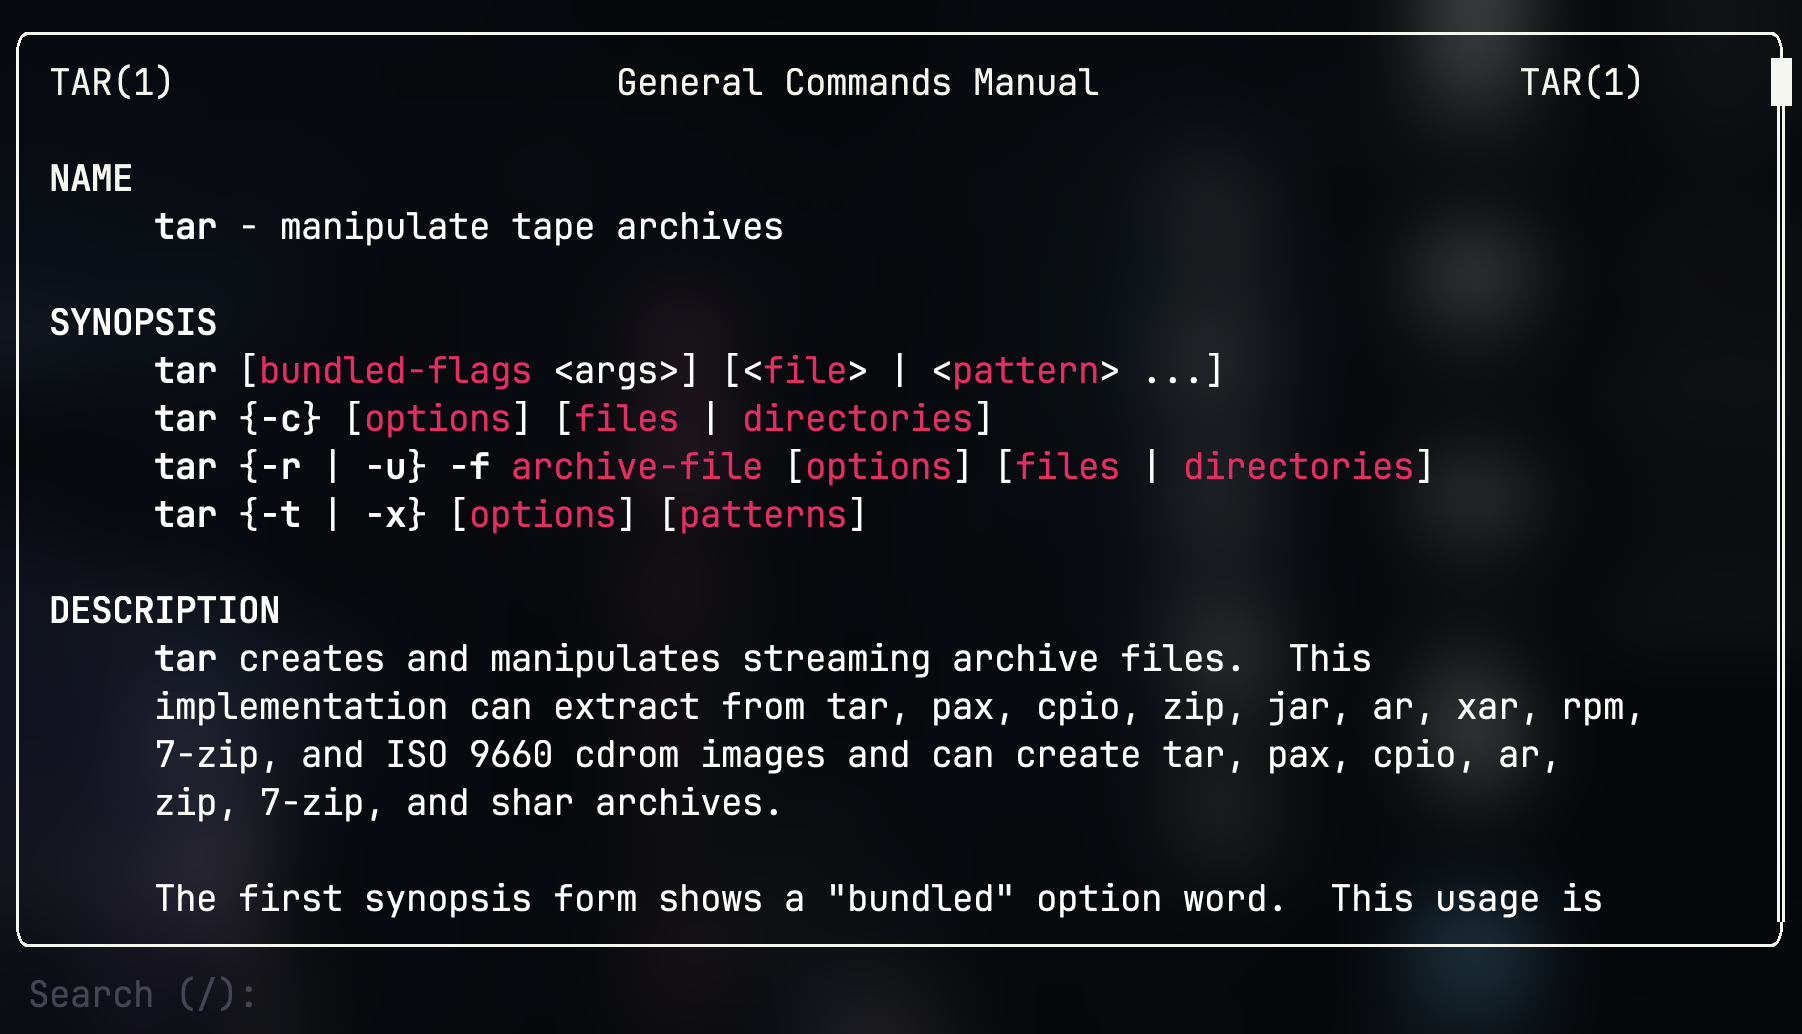 TAR(1) General Commands Manual TAR(1)
NAME
tar - manipulate tape archives
SYNOPSIS
tar [bundled-flags <args>] [<file> | <pattern> ...]
tar {-c} [options] [files | directories]
tar {-r | -u} -f archive-file [options] [files | directories]
tar {-t | -x} [options] [patterns]
DESCRIPTION
tar creates and manipulates streaming archive files.  This
implementation can extract from tar, pax, cpio, zip, jar, ar, xar, rpm,
7-zip, and ISO 9660 cdrom images and can create tar, pax, cpio, ar,
zip, 7-zip, and shar archives.
The first synopsis form shows a "bundled" option word.  This usage is
Search (/):